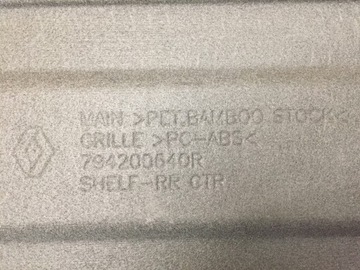 MAIN >PET.BAMBOO STOCK<
GRILLE >PC-ABS<
794200640R
SHELF-RR CTR